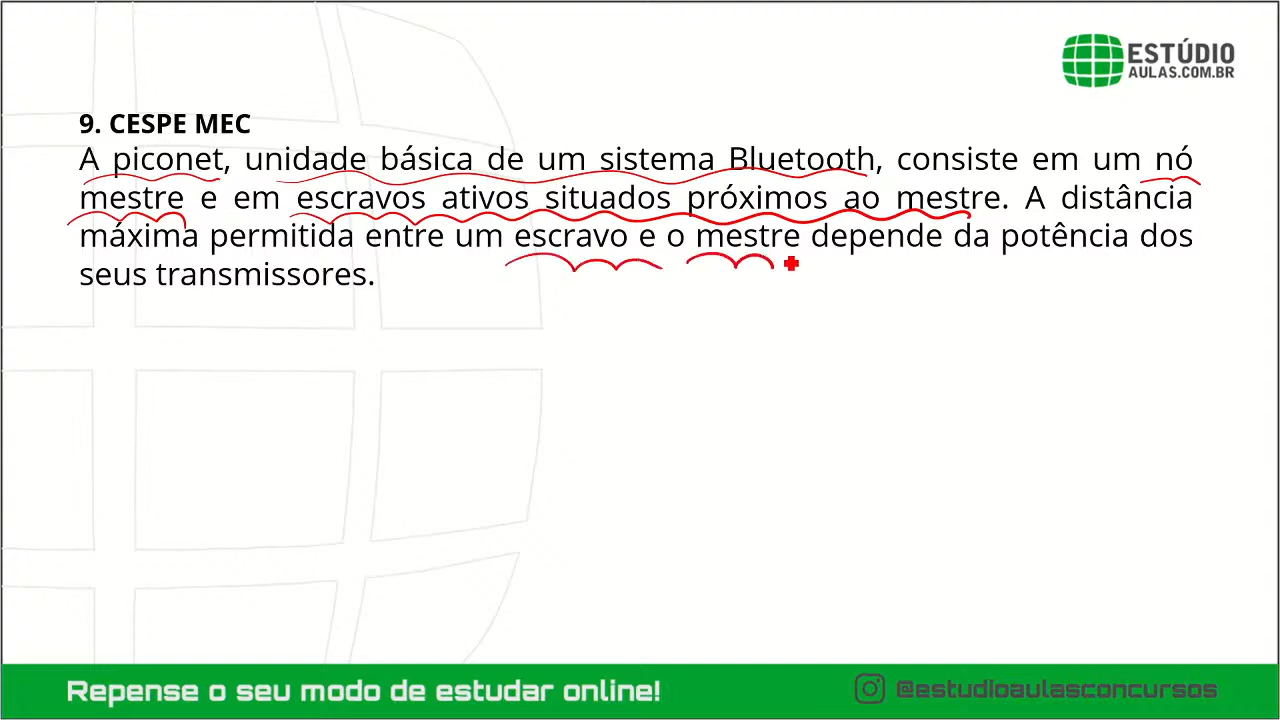 ESTÚDIO
AULAS.COM.BR
9. CESPE MEC
A piconet, unidade básica de um sistema Bluetooth, consiste em um nó
mestre e em escravos ativos situados próximos ao mestre. A distância
máxima permitida entre um escravo e o mestre depende da potência dos
seus transmissores.
Repense o seu modo de estudar online!
@estudioaulasconcursos